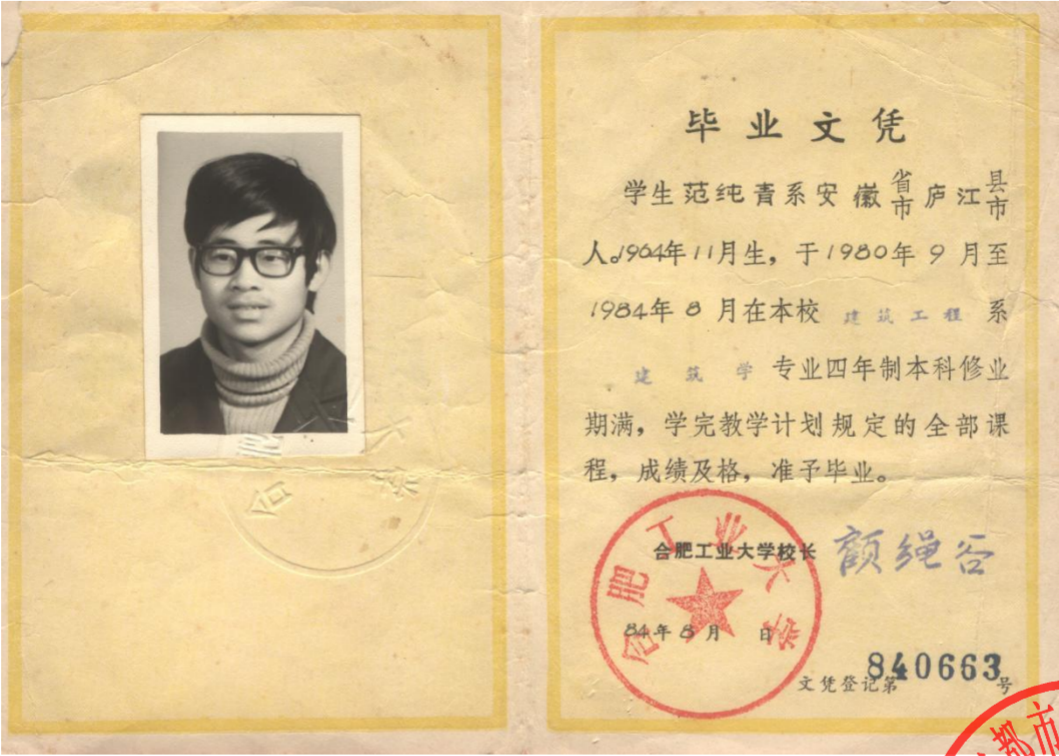 毕业文凭
学生范纯青系安徽省市庐江县市
人。1964年11月生，于1980年9月至
1984年8月在本校建筑工程系
建筑学专业四年制本科修业
期满，学完教学计划规定的全部课
程，成绩及格，准予毕业。
合肥工业大学校长 顾绳谷
合肥工业大学
84年8月 日
文凭登记第840663号
都市